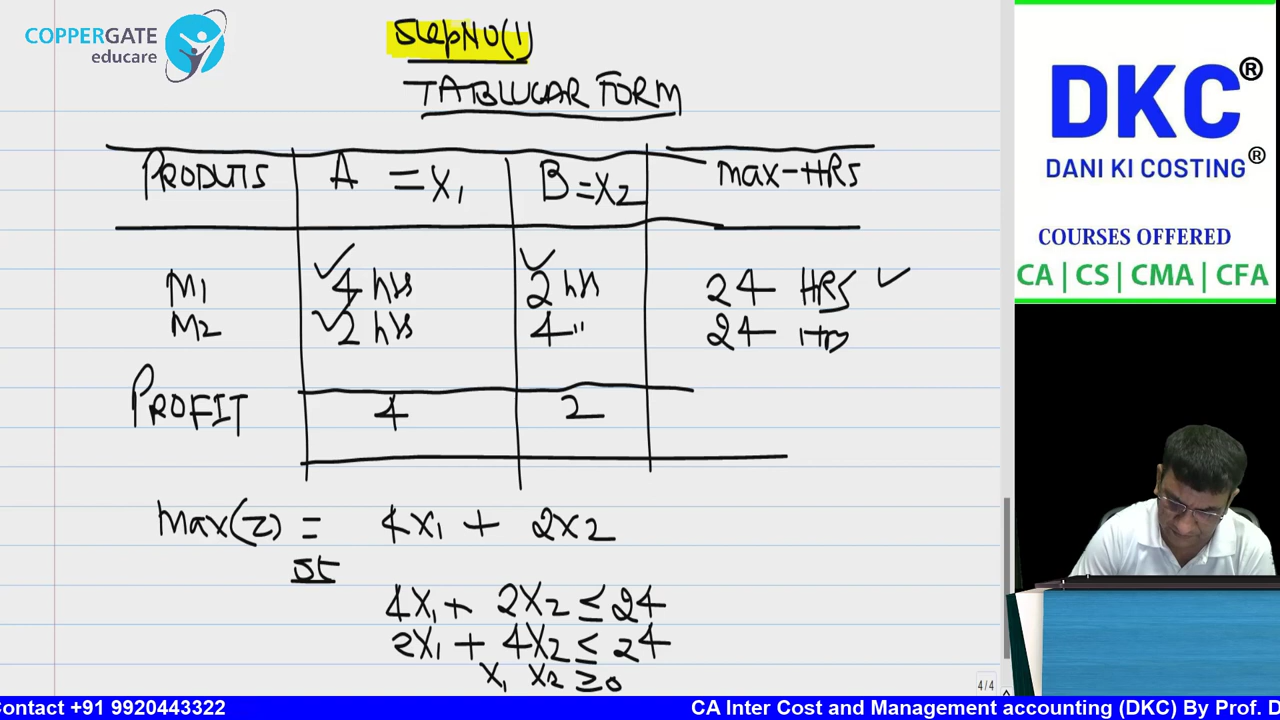 COPPERGATE
educare
StepNo(1)
TABLUCAR FORM
PRODUTS A = X1 B = X2 max-HRS
M1 4 hrs 2 hrs 24 HRS
M2 2 hrs 4 " 24 Hrs
PROFIT 4 2
max(z) = 4x1 + 2x2
st
4x1 + 2x2 ≤ 24
2x1 + 4x2 ≤ 24
x1 x2 ≥ 0
4/4
DKC®
DANI KI COSTING®
COURSES OFFERED
CA | CS | CMA | CFA
Contact +91 9920443322 CA Inter Cost and Management accounting (DKC) By Prof. D